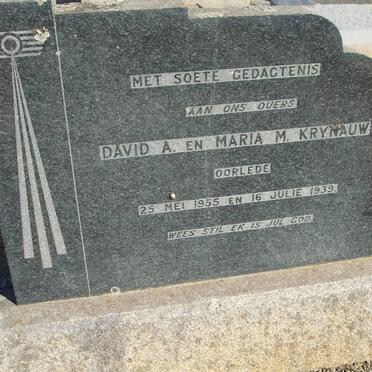 MET SOETE GEDAGTENIS
AAN ONS OUERS
DAVID A. EN MARIA M. KRYNAUW
OORLEDE
25 MEI 1955 EN 16 JULIE 1939.
WEES STIL EK IS JUL GOD.